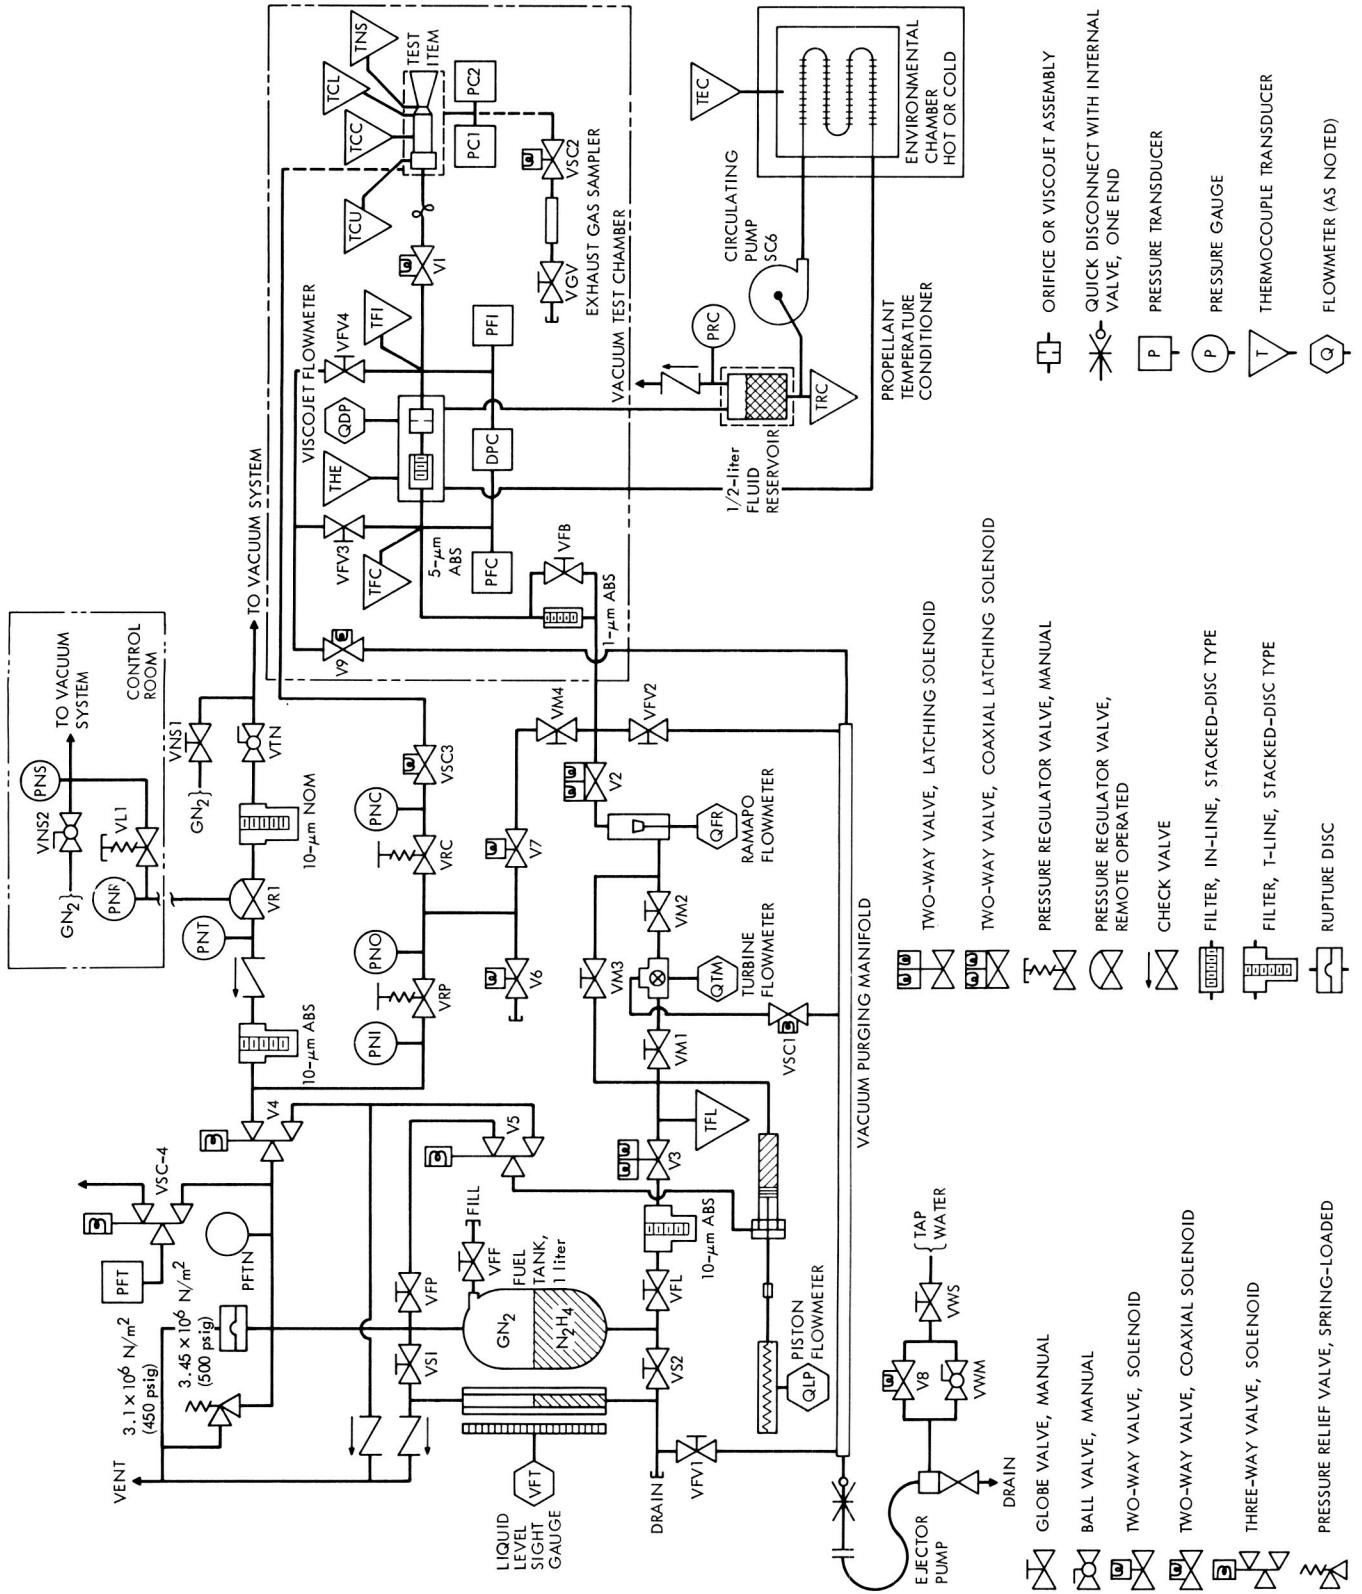 TO VACUUM
SYSTEM
CONTROL
ROOM
PNS
VNS2
GN2
VL1
PNR
VNS1
GN2
TO VACUUM SYSTEM
VTN
10-μm NOM
VR1
PNT
10-μm ABS
V4
VSC-4
PFT
PFTN
3.1 × 10⁶ N/m²
(450 psig)
3.45 × 10⁶ N/m²
(500 psig)
VENT
PNI
VRP
PNO
VRC
PNC
VSC3
V5
VFP
VS1
FILL
VFF
FUEL
TANK,
1 liter
GN2
N2H4
VFT
LIQUID
LEVEL
SIGHT
GAUGE
V6
V7
VM4
VFV2
V2
QFR
RAMAPO
FLOWMETER
VM2
VM3
QTM
TURBINE
FLOWMETER
VM1
VSC1
TFL
V3
10-μm ABS
VFL
VS2
DRAIN
VFV1
PISTON
FLOWMETER
QLP
VACUUM PURGING MANIFOLD
EJECTOR
PUMP
DRAIN
V8
VWM
VWS
TAP
WATER
V9
VFV3
TFC
5-μm
ABS
PFC
VFB
1-μm ABS
THE
QDP
VISCOJET FLOWMETER
VFV4
TFI
DPC
PFI
V1
TCU
TCC
TCL
TNS
TEST
ITEM
PC1
PC2
VSC2
VGV
EXHAUST GAS SAMPLER
VACUUM TEST CHAMBER
PRC
1/2-liter
FLUID
RESERVOIR
TRC
CIRCULATING
PUMP
SC6
PROPELLANT
TEMPERATURE
CONDITIONER
TEC
ENVIRONMENTAL
CHAMBER
HOT OR COLD
GLOBE VALVE, MANUAL
BALL VALVE, MANUAL
TWO-WAY VALVE, SOLENOID
TWO-WAY VALVE, COAXIAL SOLENOID
THREE-WAY VALVE, SOLENOID
PRESSURE RELIEF VALVE, SPRING-LOADED
TWO-WAY VALVE, LATCHING SOLENOID
TWO-WAY VALVE, COAXIAL LATCHING SOLENOID
PRESSURE REGULATOR VALVE, MANUAL
PRESSURE REGULATOR VALVE,
REMOTE OPERATED
CHECK VALVE
FILTER, IN-LINE, STACKED-DISC TYPE
FILTER, T-LINE, STACKED-DISC TYPE
RUPTURE DISC
ORIFICE OR VISCOJET ASSEMBLY
QUICK DISCONNECT WITH INTERNAL
VALVE, ONE END
P
PRESSURE TRANSDUCER
P
PRESSURE GAUGE
T
THERMOCOUPLE TRANSDUCER
Q
FLOWMETER (AS NOTED)